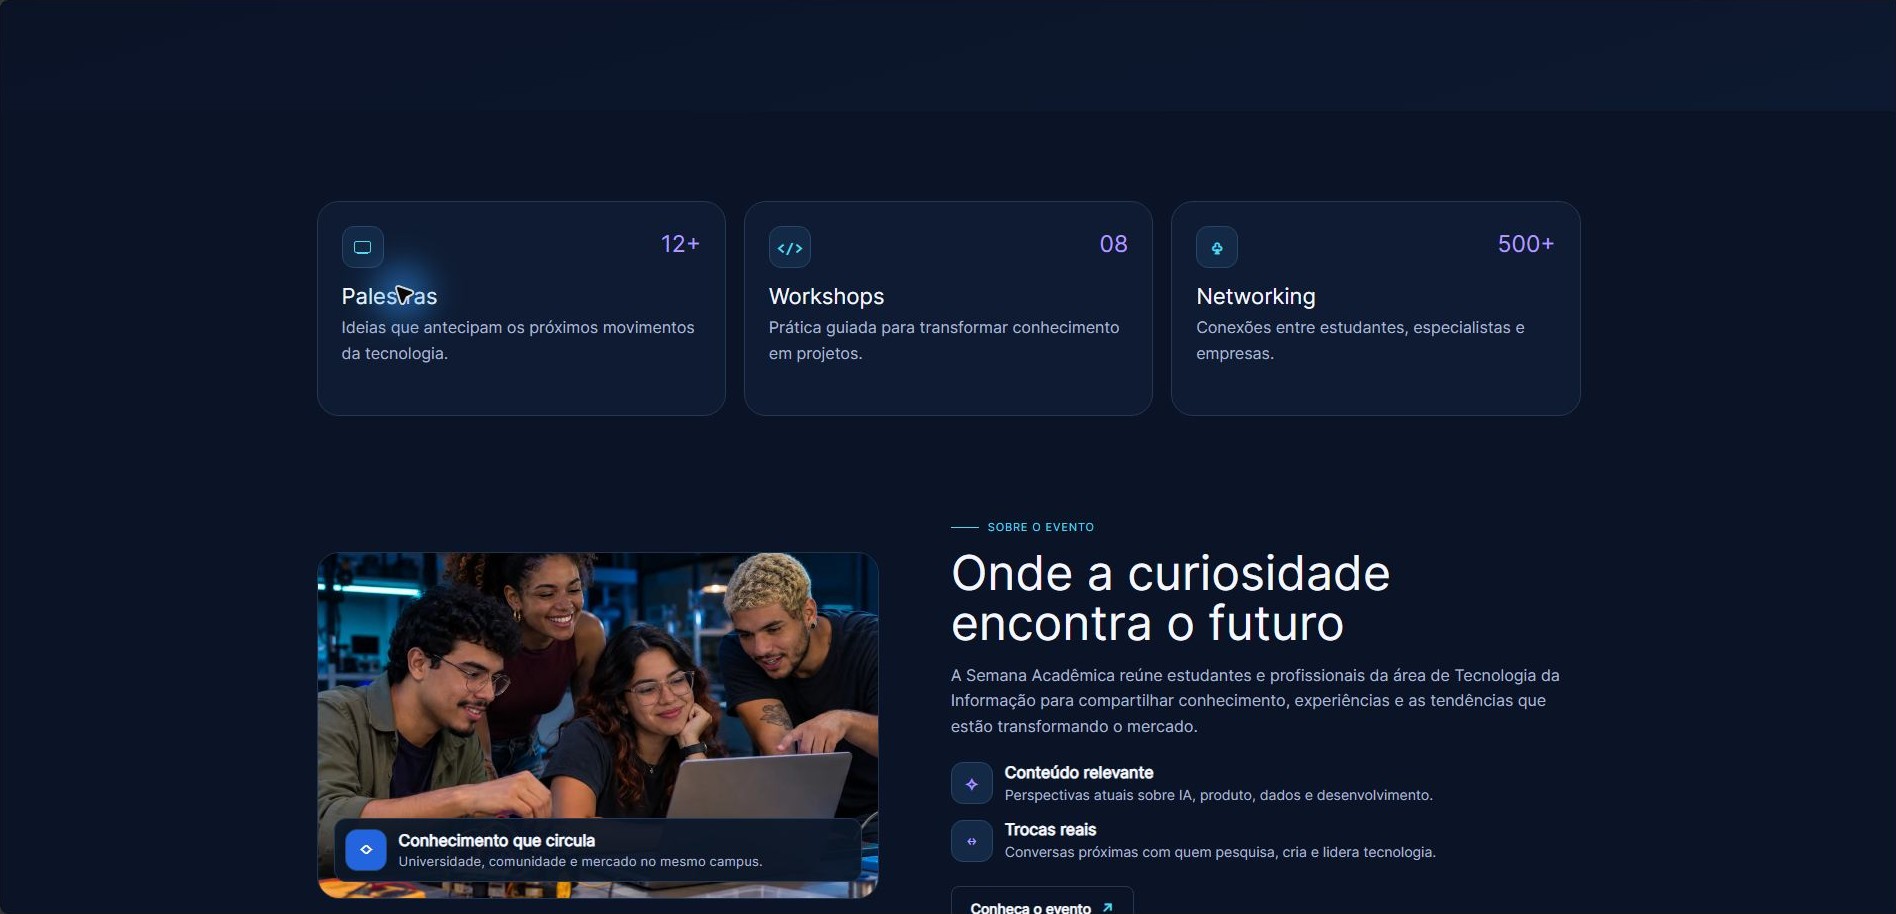 12+
Palestras
Ideias que antecipam os próximos movimentos
da tecnologia.
</>
08
Workshops
Prática guiada para transformar conhecimento
em projetos.
500+
Networking
Conexões entre estudantes, especialistas e
empresas.
Conhecimento que circula
Universidade, comunidade e mercado no mesmo campus.
SOBRE O EVENTO
Onde a curiosidade
encontra o futuro
A Semana Acadêmica reúne estudantes e profissionais da área de Tecnologia da
Informação para compartilhar conhecimento, experiências e as tendências que
estão transformando o mercado.
Conteúdo relevante
Perspectivas atuais sobre IA, produto, dados e desenvolvimento.
Trocas reais
Conversas próximas com quem pesquisa, cria e lidera tecnologia.
Conheça o evento